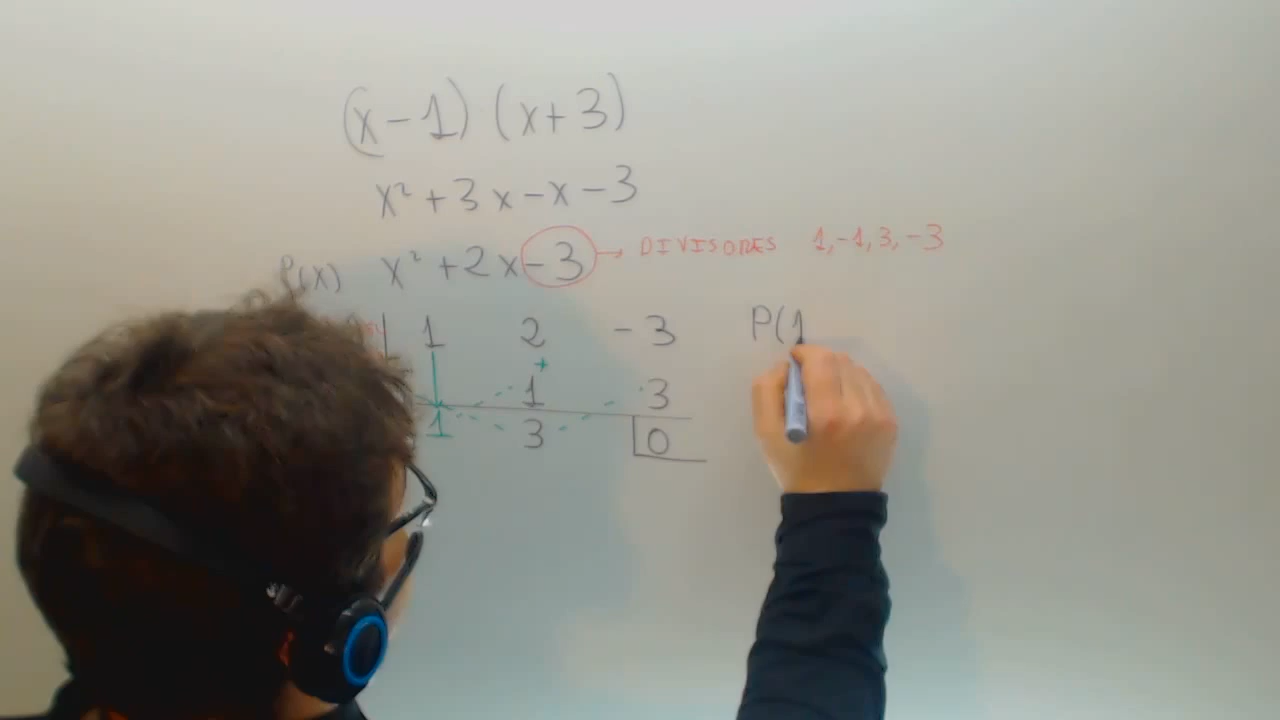 (x-1) (x+3)
x² + 3x - x - 3
P(x) x² + 2x - 3 → DIVISORES 1,-1,3,-3
1 2 -3 P(1
+
1 3
1 3 0